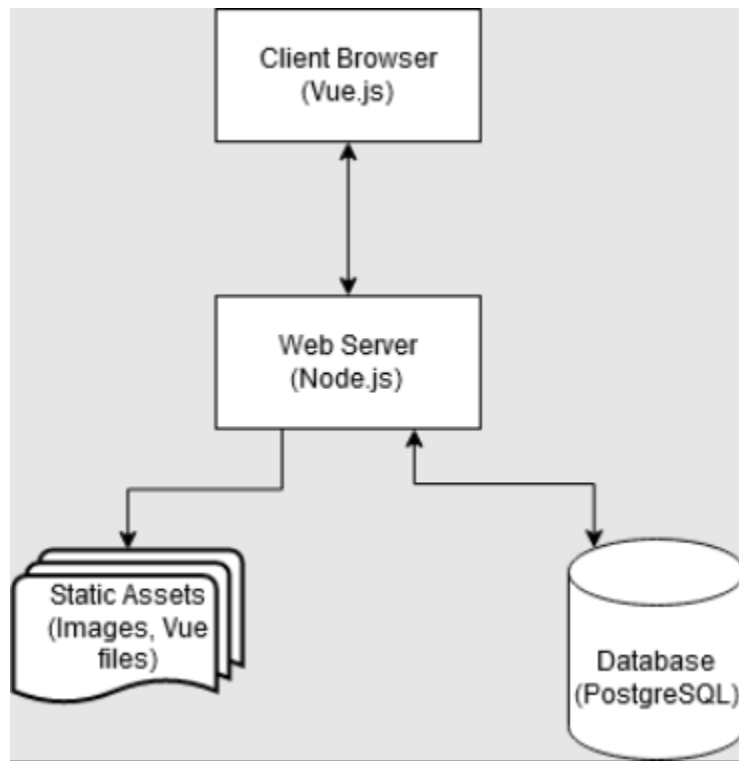 Client Browser
(Vue.js)
Web Server
(Node.js)
Static Assets
(Images, Vue
files)
Database
(PostgreSQL)